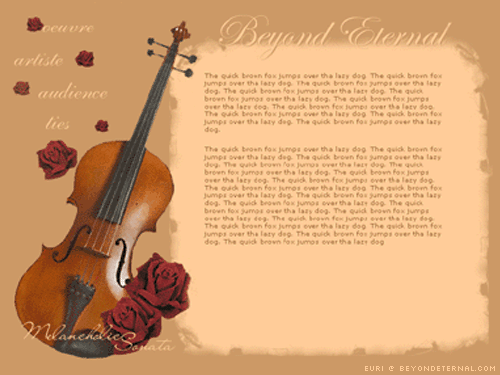 Beyond Eternal
oeuvre
artiste
audience
ties
The quick brown fox jumps over the lazy dog. The quick brown fox
jumps over the lazy dog. The quick brown fox jumps over the lazy
dog. The quick brown fox jumps over the lazy dog. The quick
brown fox jumps over the lazy dog. The quick brown fox jumps
over the lazy dog. The quick brown fox jumps over the lazy dog.
The quick brown fox jumps over the lazy dog. The quick brown fox
jumps over the lazy dog. The quick brown fox jumps over the lazy
dog.
The quick brown fox jumps over the lazy dog. The quick brown fox
jumps over the lazy dog. The quick brown fox jumps over the lazy
dog. The quick brown fox jumps over the lazy dog. The quick
brown fox jumps over the lazy dog. The quick brown fox jumps
over the lazy dog. The quick brown fox jumps over the lazy dog.
The quick brown fox jumps over the lazy dog. The quick brown fox
jumps over the lazy dog. The quick brown fox jumps over the lazy
dog. The quick brown fox jumps over the lazy dog. The quick
brown fox jumps over the lazy dog. The quick brown fox jumps
over the lazy dog. The quick brown fox jumps over the lazy dog.
The quick brown fox jumps over the lazy dog. The quick brown fox
jumps over the lazy dog. The quick brown fox jumps over the lazy
dog. The quick brown fox jumps over the lazy dog
Melancholic
Sonata
EURI @ BEYONDETERNAL.COM